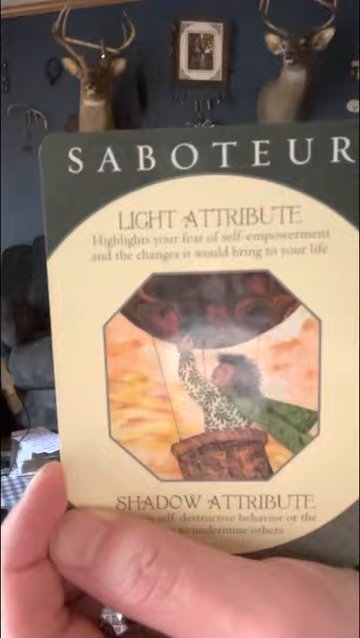 SABOTEUR
LIGHT ATTRIBUTE
Highlights your fear of self-empowerment
and the changes it would bring to your life
SHADOW ATTRIBUTE
self-destructive behavior or the
to undermine others